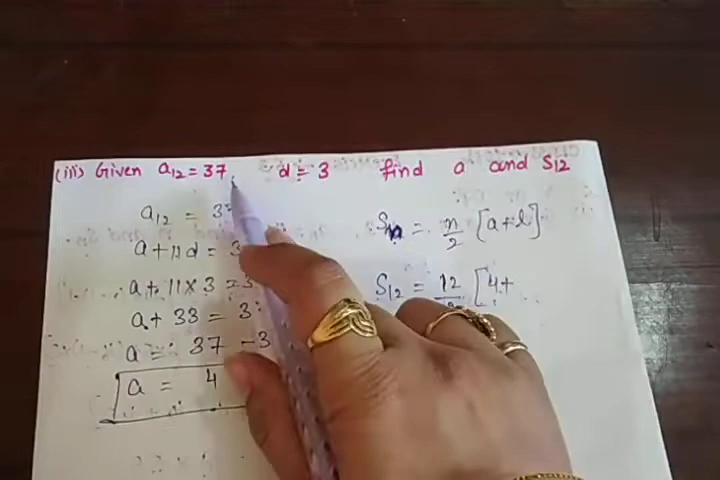 (iii) Given a₁₂ = 37, d = 3 find a and S₁₂
a₁₂ = 3
a + 11d = 3
a + 11 × 3 = 3
a + 33 = 3
a = 37 - 3
a = 4
Sn = n/2 [a + l]
S₁₂ = 12/ [4 +